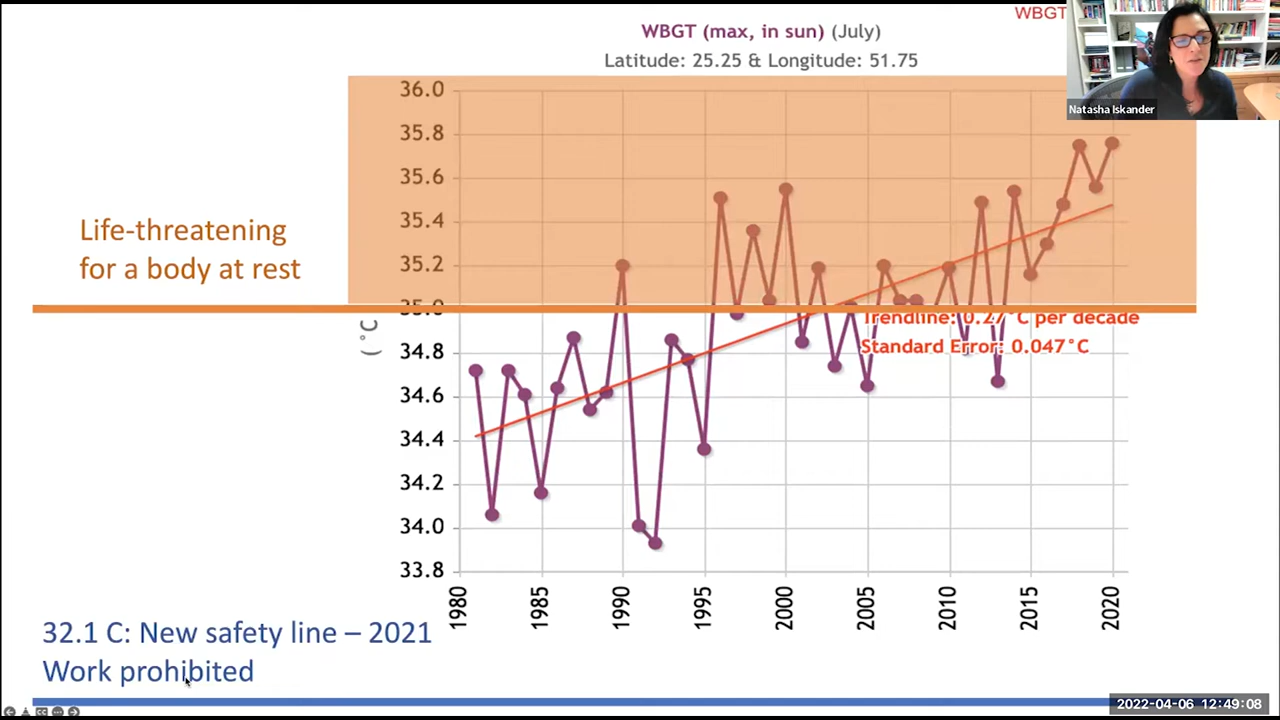 WBGT
WBGT (max, in sun) (July)
Latitude: 25.25 & Longitude: 51.75
Natasha Iskander
36.0
35.8
35.6
35.4
35.2
35.0
34.8
34.6
34.4
34.2
34.0
33.8
(°C)
Life-threatening
for a body at rest
Trendline: 0.27°C per decade
Standard Error: 0.047°C
1980
1985
1990
1995
2000
2005
2010
2015
2020
32.1 C: New safety line – 2021
Work prohibited
2022-04-06 12:49:08